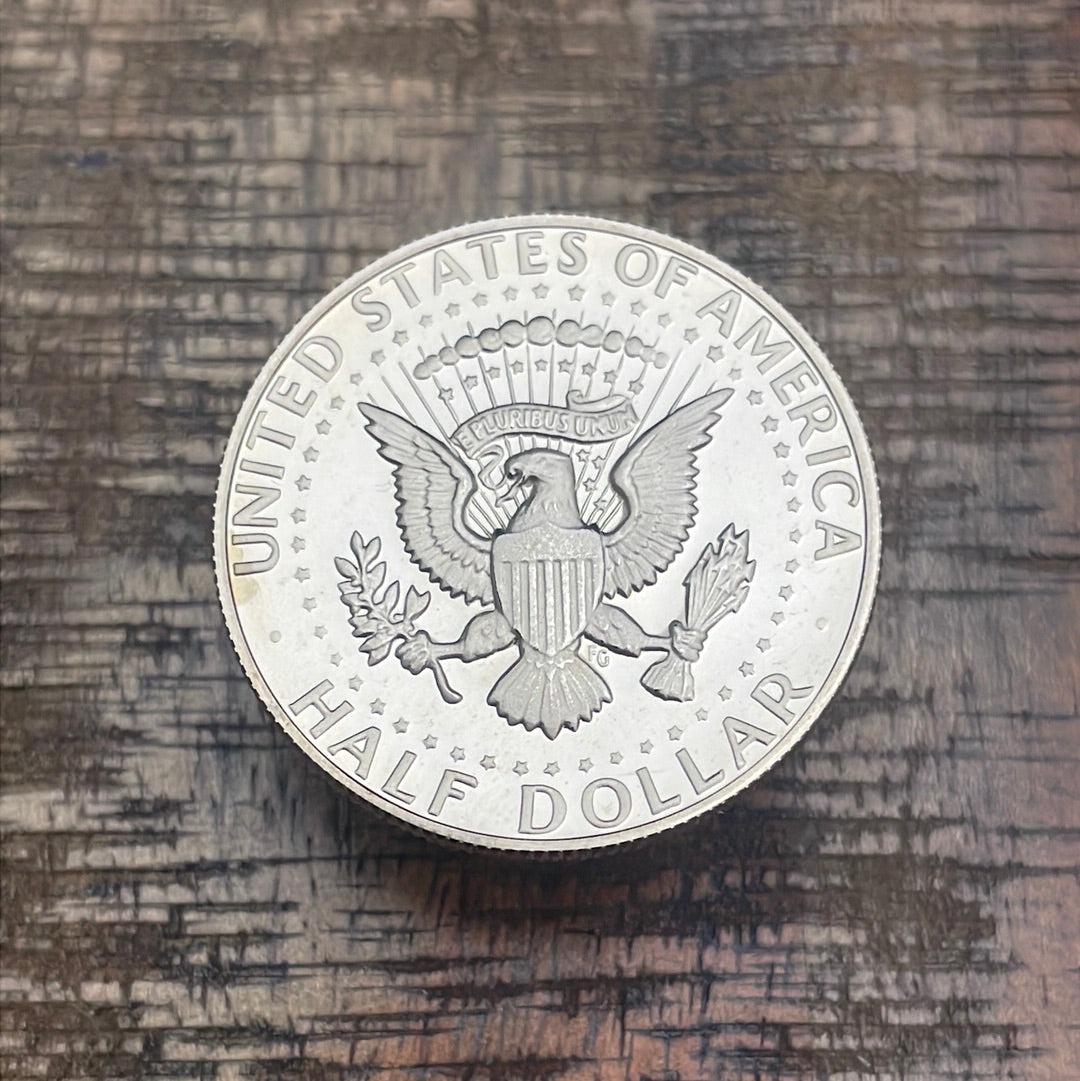 UNITED STATES OF AMERICA
E PLURIBUS UNUM
FG
HALF DOLLAR